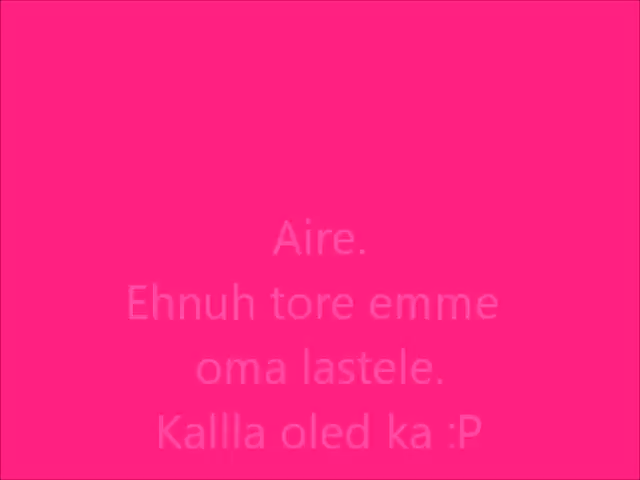 Aire.
Ehnuh tore emme
oma lastele.
Kallla oled ka :P